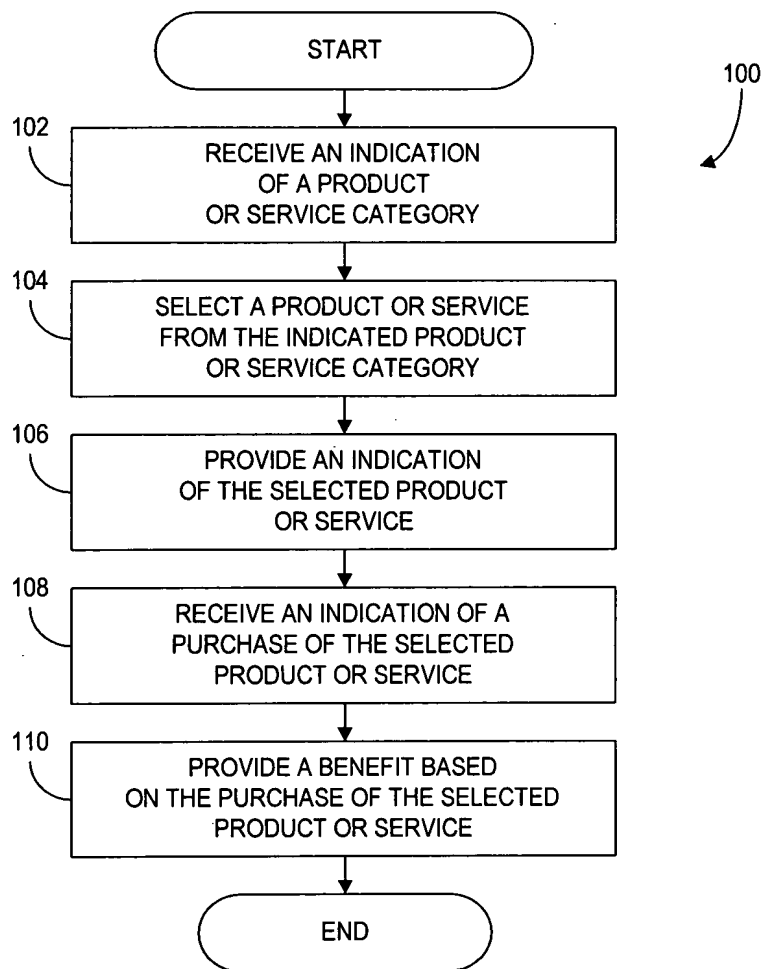 START
100
102
RECEIVE AN INDICATION
OF A PRODUCT
OR SERVICE CATEGORY
104
SELECT A PRODUCT OR SERVICE
FROM THE INDICATED PRODUCT
OR SERVICE CATEGORY
106
PROVIDE AN INDICATION
OF THE SELECTED PRODUCT
OR SERVICE
108
RECEIVE AN INDICATION OF A
PURCHASE OF THE SELECTED
PRODUCT OR SERVICE
110
PROVIDE A BENEFIT BASED
ON THE PURCHASE OF THE SELECTED
PRODUCT OR SERVICE
END